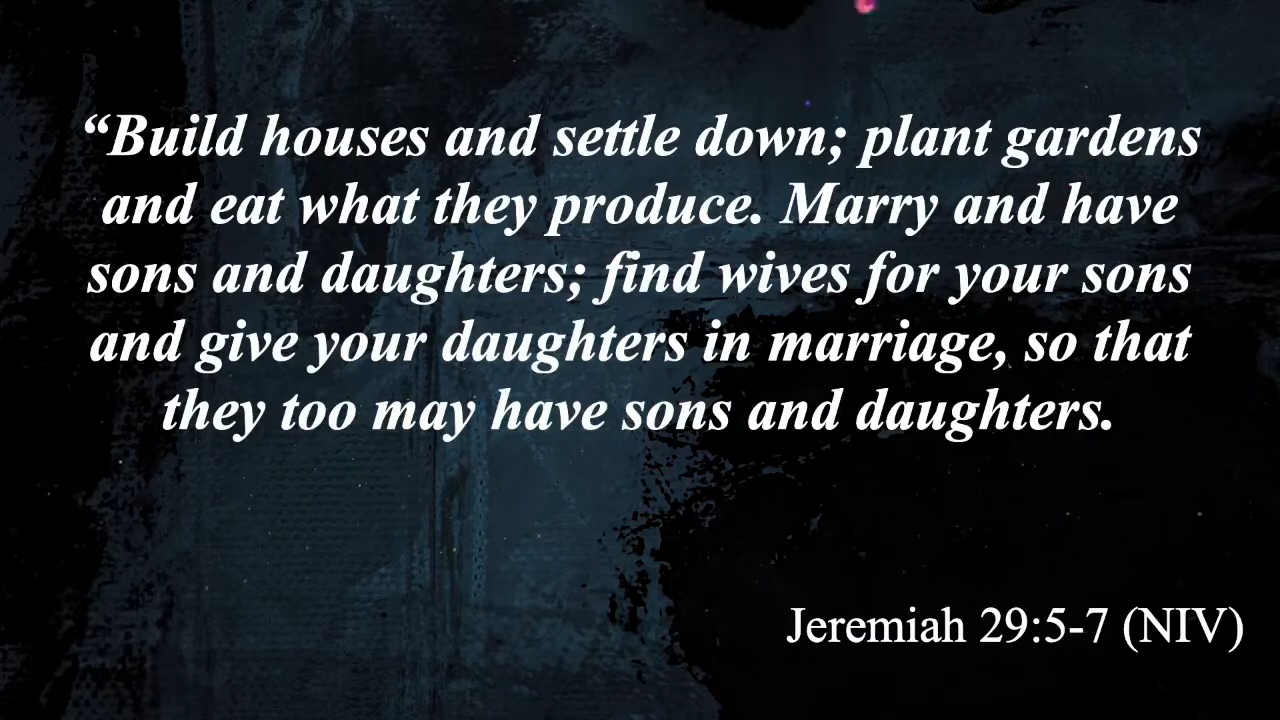 “Build houses and settle down; plant gardens
and eat what they produce. Marry and have
sons and daughters; find wives for your sons
and give your daughters in marriage, so that
they too may have sons and daughters.
Jeremiah 29:5-7 (NIV)